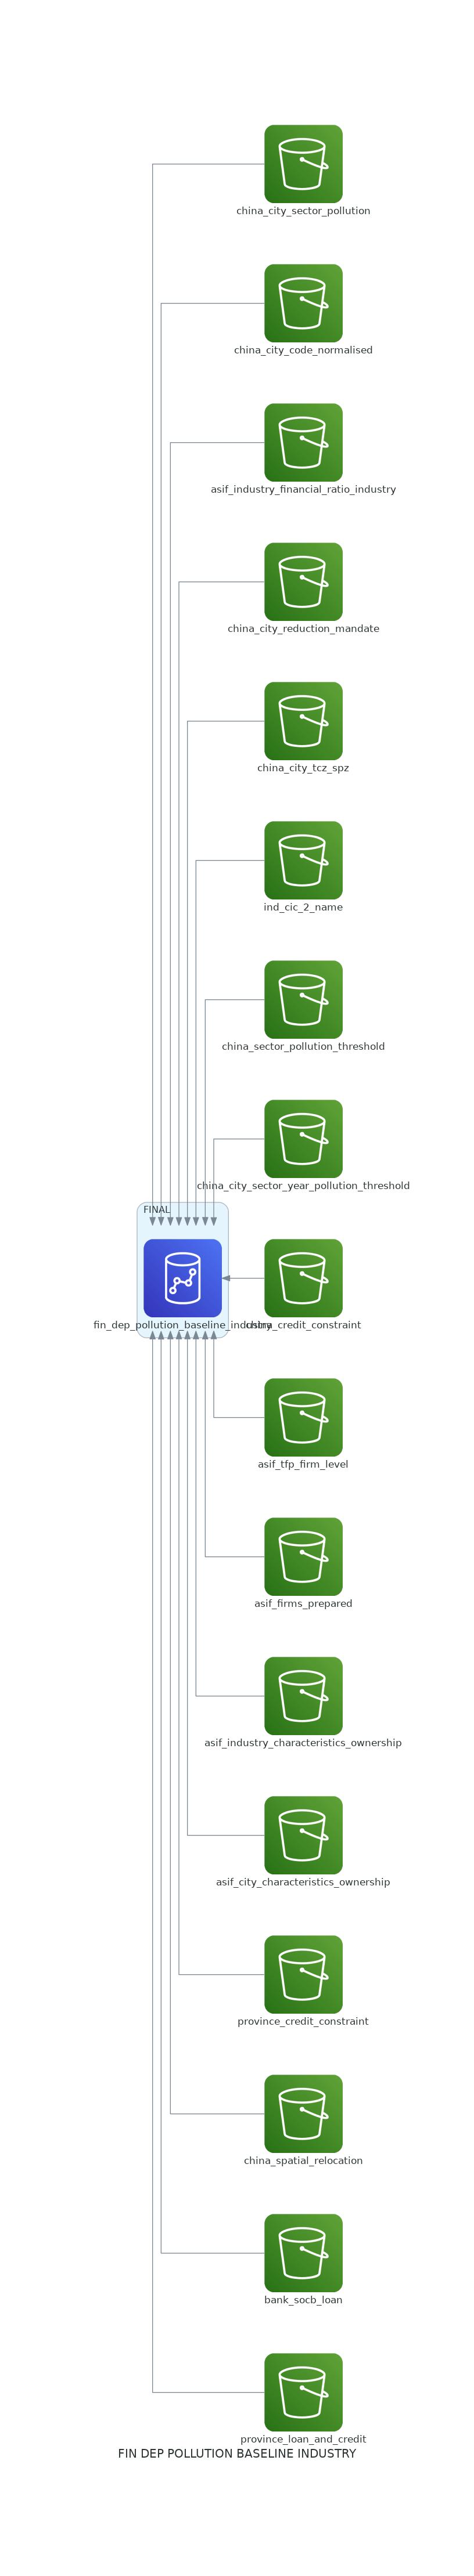 china_city_sector_pollution
china_city_code_normalised
asif_industry_financial_ratio_industry
china_city_reduction_mandate
china_city_tcz_spz
ind_cic_2_name
china_sector_pollution_threshold
china_city_sector_year_pollution_threshold
FINAL
fin_dep_pollution_baseline_industry
china_credit_constraint
asif_tfp_firm_level
asif_firms_prepared
asif_industry_characteristics_ownership
asif_city_characteristics_ownership
province_credit_constraint
china_spatial_relocation
bank_socb_loan
province_loan_and_credit
FIN DEP POLLUTION BASELINE INDUSTRY